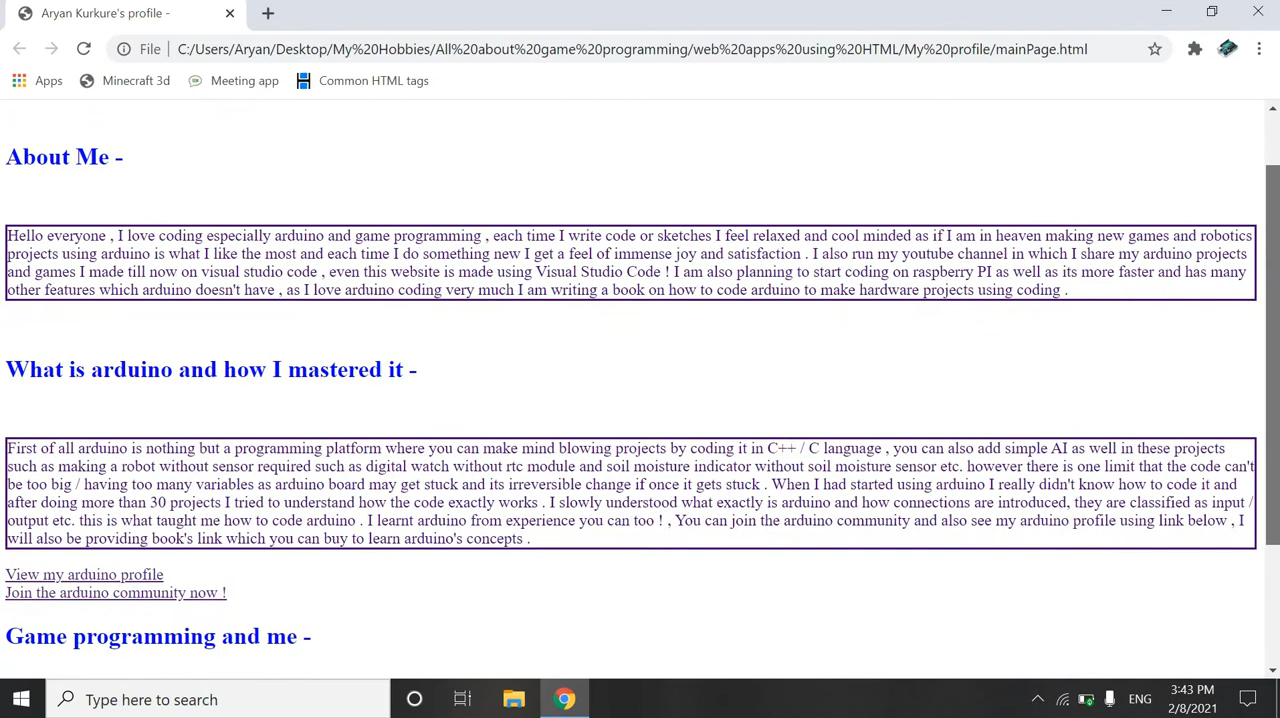 Aryan Kurkure's profile -
File
C:/Users/Aryan/Desktop/My%20Hobbies/All%20about%20game%20programming/web%20apps%20using%20HTML/My%20profile/mainPage.html
Apps
Minecraft 3d
Meeting app
Common HTML tags
About Me -
Hello everyone , I love coding especially arduino and game programming , each time I write code or sketches I feel relaxed and cool minded as if I am in heaven making new games and robotics
projects using arduino is what I like the most and each time I do something new I get a feel of immense joy and satisfaction . I also run my youtube channel in which I share my arduino projects
and games I made till now on visual studio code , even this website is made using Visual Studio Code ! I am also planning to start coding on raspberry PI as well as its more faster and has many
other features which arduino doesn't have , as I love arduino coding very much I am writing a book on how to code arduino to make hardware projects using coding .
What is arduino and how I mastered it -
First of all arduino is nothing but a programming platform where you can make mind blowing projects by coding it in C++ / C language , you can also add simple AI as well in these projects
such as making a robot without sensor required such as digital watch without rtc module and soil moisture indicator without soil moisture sensor etc. however there is one limit that the code can't
be too big / having too many variables as arduino board may get stuck and its irreversible change if once it gets stuck . When I had started using arduino I really didn't know how to code it and
after doing more than 30 projects I tried to understand how the code exactly works . I slowly understood what exactly is arduino and how connections are introduced, they are classified as input /
output etc. this is what taught me how to code arduino . I learnt arduino from experience you can too ! , You can join the arduino community and also see my arduino profile using link below , I
will also be providing book's link which you can buy to learn arduino's concepts .
View my arduino profile
Join the arduino community now !
Game programming and me -
Type here to search
ENG
3:43 PM
2/8/2021